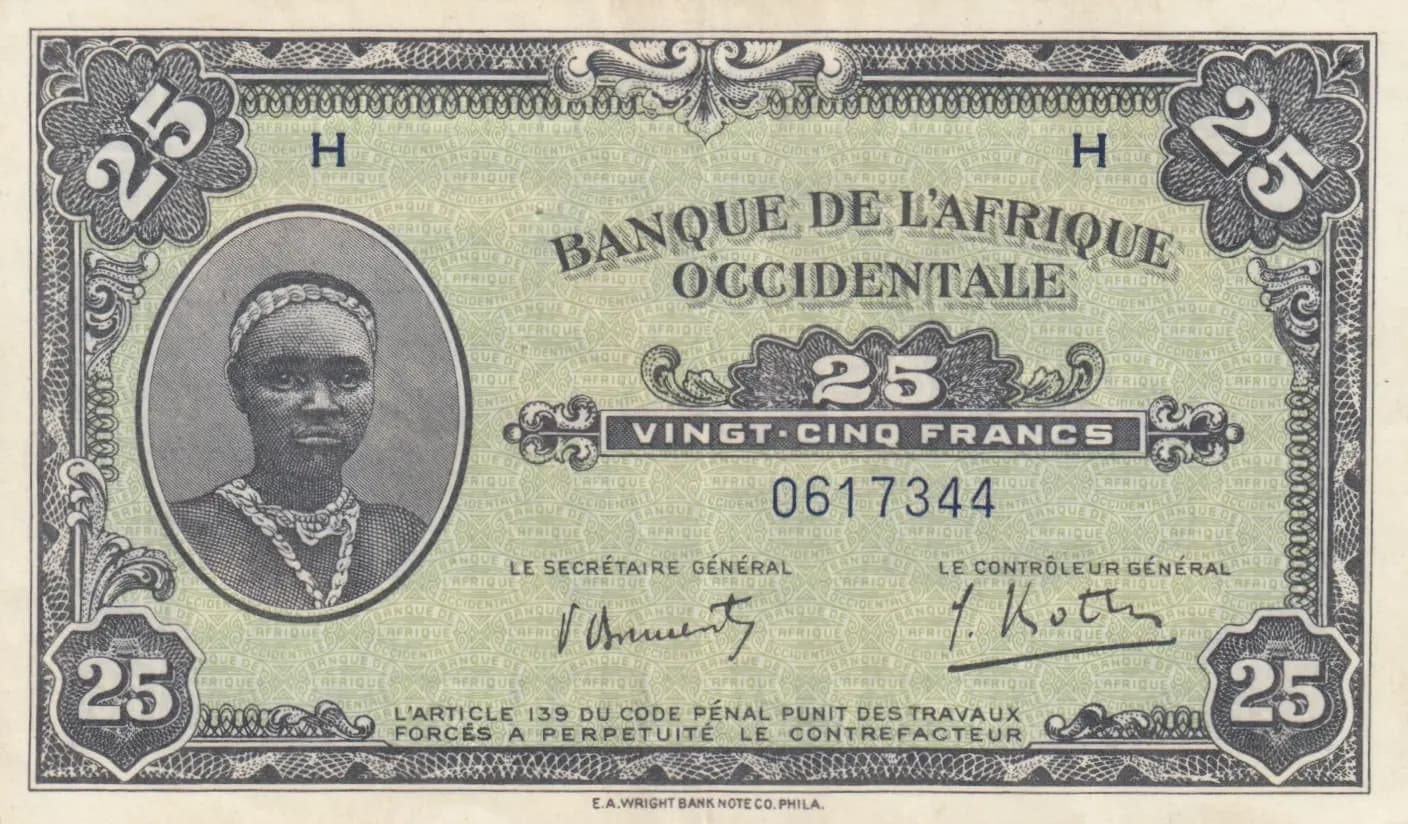 25
25
H
H
BANQUE DE L'AFRIQUE
OCCIDENTALE
25
VINGT-CINQ FRANCS
0617344
LE SECRÉTAIRE GÉNÉRAL
LE CONTRÔLEUR GÉNÉRAL
25
25
L'ARTICLE 139 DU CODE PÉNAL PUNIT DES TRAVAUX
FORCÉS A PERPETUITÉ LE CONTREFACTEUR
E.A.WRIGHT BANK NOTE CO. PHILA.